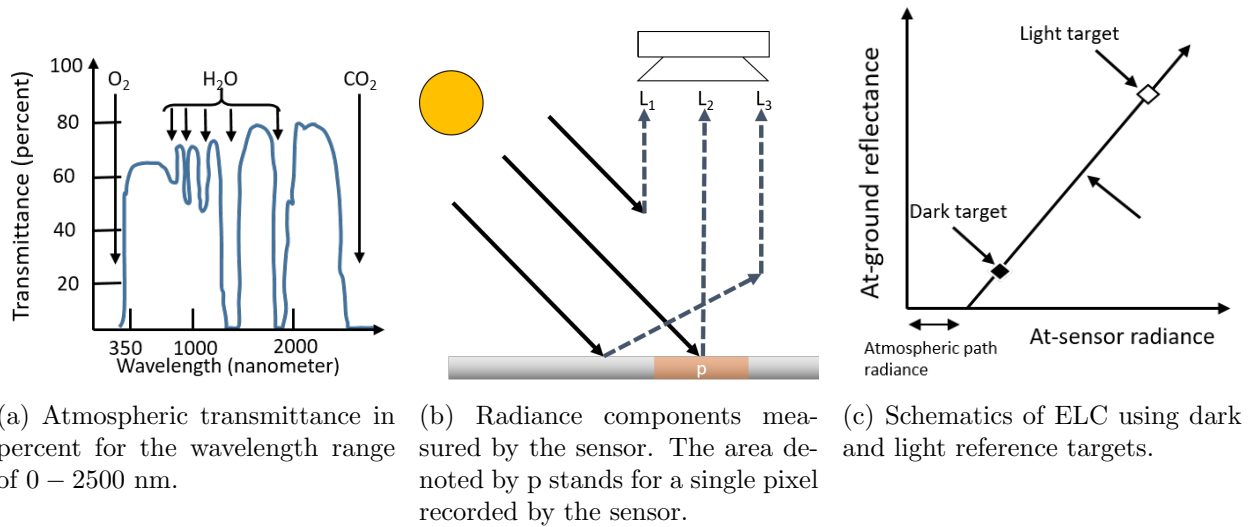 Transmittance (percent)
100
80
60
40
20
O₂
H₂O
CO₂
350
1000
2000
Wavelength (nanometer)
(a) Atmospheric transmittance in
percent for the wavelength range
of 0 − 2500 nm.
L₁
L₂
L₃
p
(b) Radiance components mea-
sured by the sensor. The area de-
noted by p stands for a single pixel
recorded by the sensor.
At-ground reflectance
Light target
Dark target
Atmospheric path
radiance
At-sensor radiance
(c) Schematics of ELC using dark
and light reference targets.